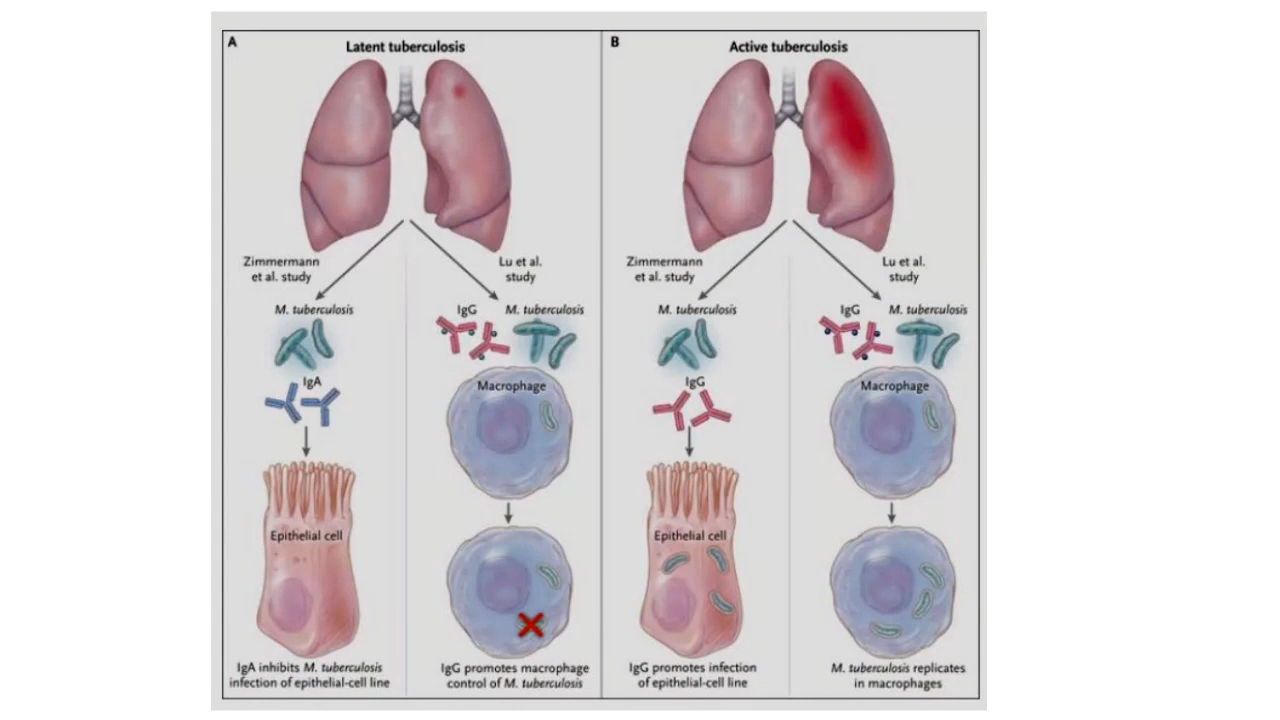 A
Latent tuberculosis
Zimmermann
et al. study
Lu et al.
study
M. tuberculosis
IgA
Epithelial cell
IgA inhibits M. tuberculosis
infection of epithelial-cell line
IgG
M. tuberculosis
Macrophage
IgG promotes macrophage
control of M. tuberculosis
B
Active tuberculosis
Zimmermann
et al. study
Lu et al.
study
M. tuberculosis
IgG
Epithelial cell
IgG promotes infection
of epithelial-cell line
IgG
M. tuberculosis
Macrophage
M. tuberculosis replicates
in macrophages